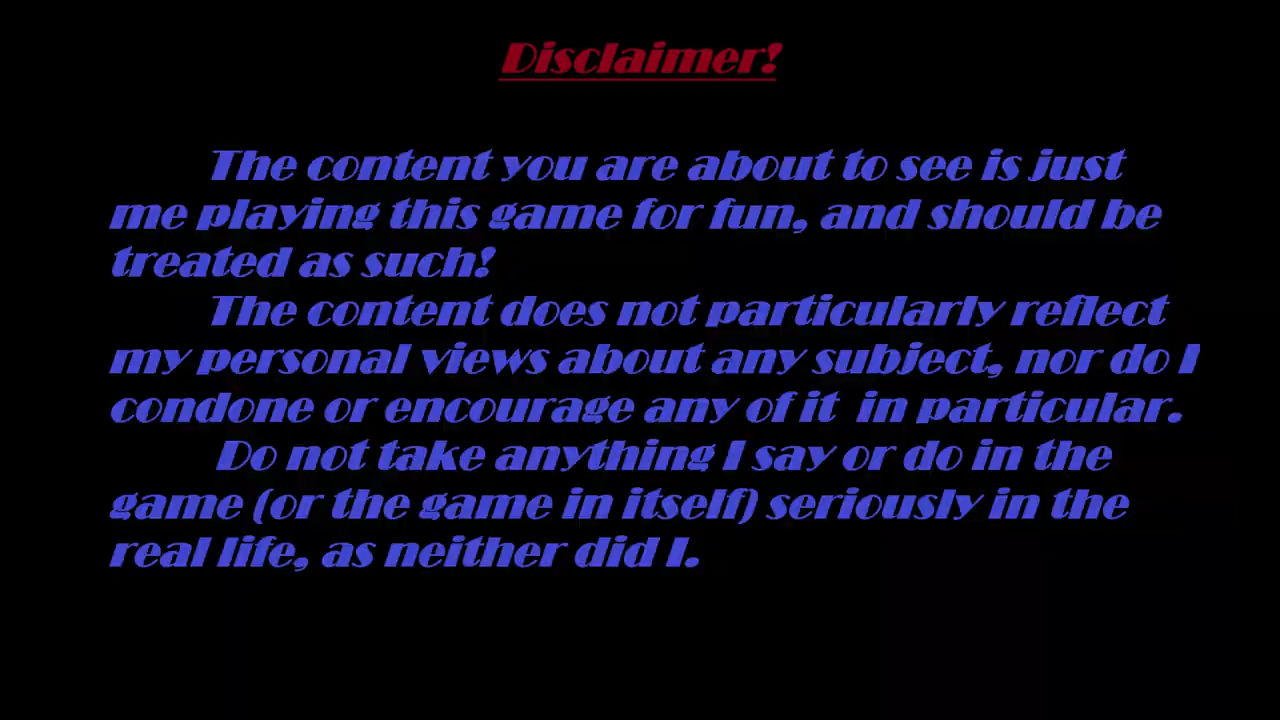 Disclaimer!
The content you are about to see is just
me playing this game for fun, and should be
treated as such!
The content does not particularly reflect
my personal views about any subject, nor do I
condone or encourage any of it in particular.
Do not take anything I say or do in the
game (or the game in itself) seriously in the
real life, as neither did I.